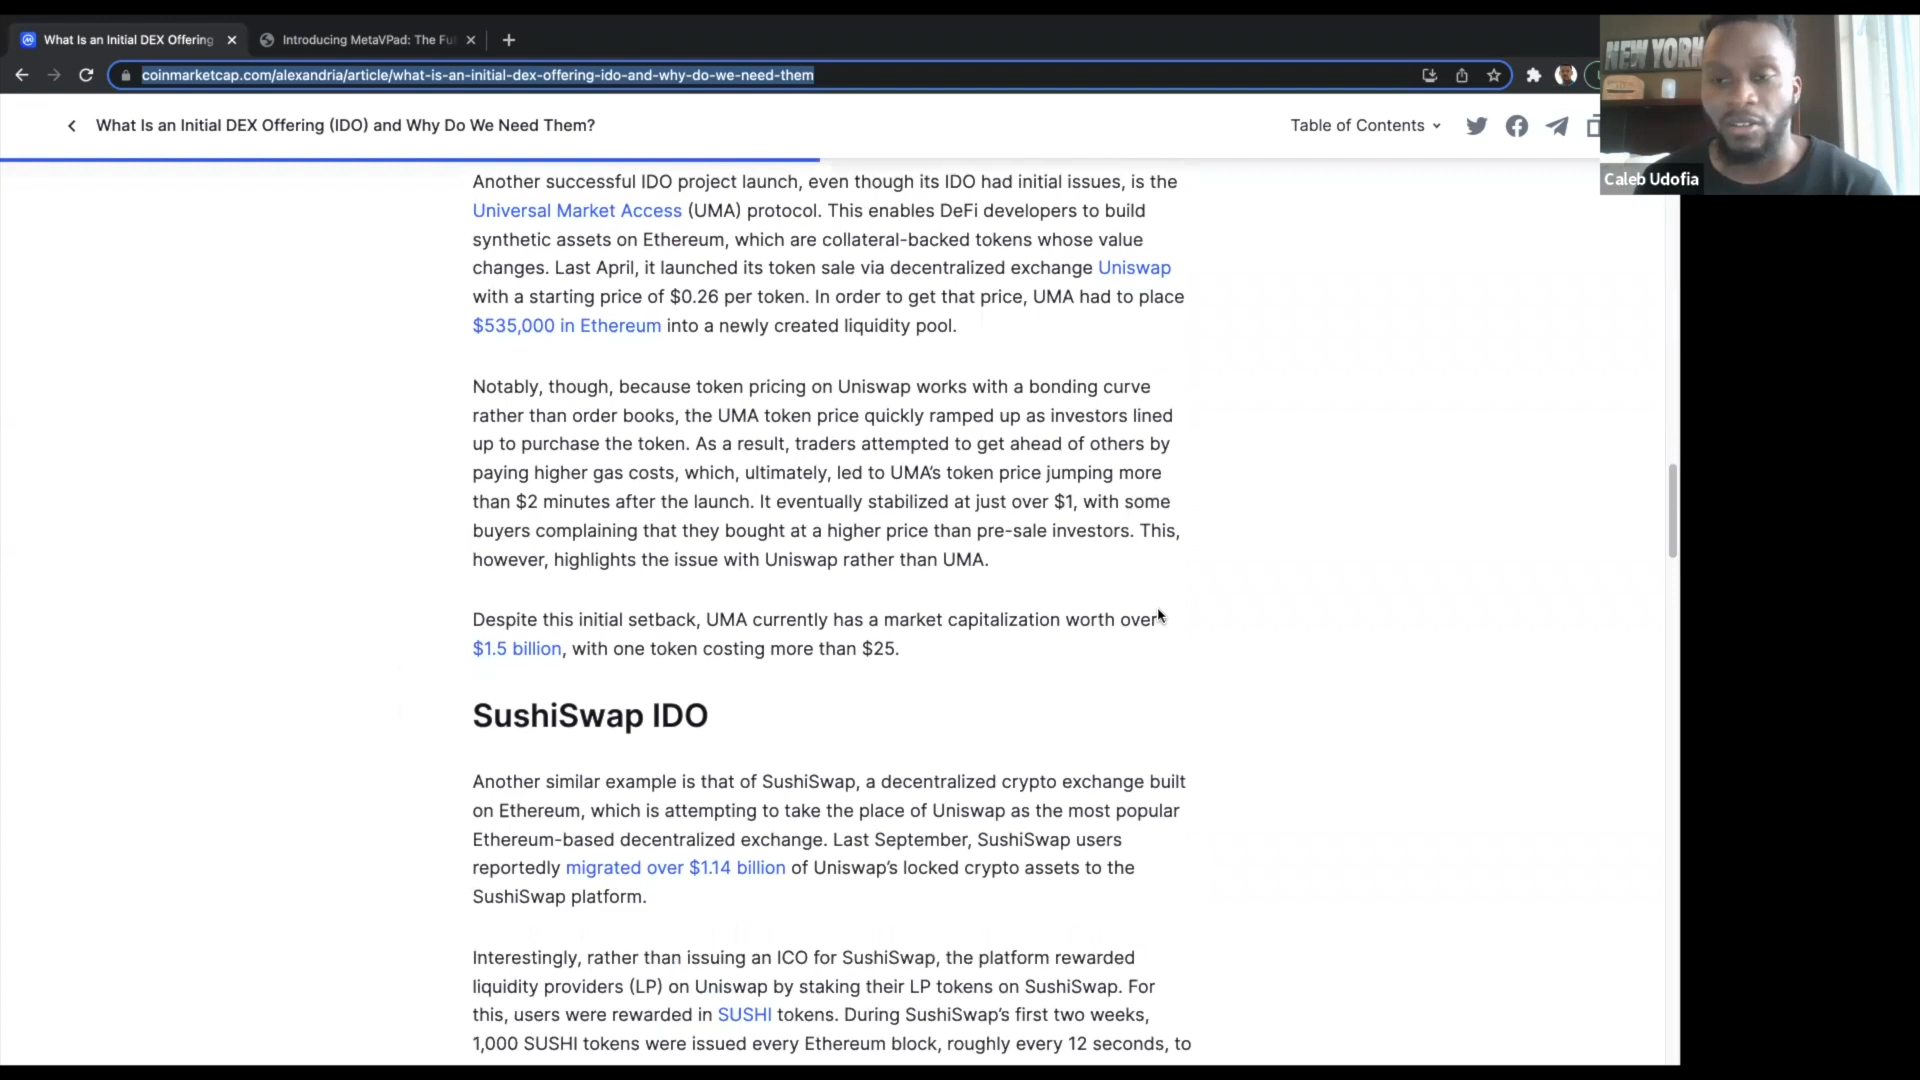 What Is an Initial DEX Offering
Introducing MetaVPad: The Fu
coinmarketcap.com/alexandria/article/what-is-an-initial-dex-offering-ido-and-why-do-we-need-them
NEW YORK
What Is an Initial DEX Offering (IDO) and Why Do We Need Them?
Table of Contents
Caleb Udofia
Another successful IDO project launch, even though its IDO had initial issues, is the
Universal Market Access (UMA) protocol. This enables DeFi developers to build
synthetic assets on Ethereum, which are collateral-backed tokens whose value
changes. Last April, it launched its token sale via decentralized exchange Uniswap
with a starting price of $0.26 per token. In order to get that price, UMA had to place
$535,000 in Ethereum into a newly created liquidity pool.
Notably, though, because token pricing on Uniswap works with a bonding curve
rather than order books, the UMA token price quickly ramped up as investors lined
up to purchase the token. As a result, traders attempted to get ahead of others by
paying higher gas costs, which, ultimately, led to UMA’s token price jumping more
than $2 minutes after the launch. It eventually stabilized at just over $1, with some
buyers complaining that they bought at a higher price than pre-sale investors. This,
however, highlights the issue with Uniswap rather than UMA.
Despite this initial setback, UMA currently has a market capitalization worth over
$1.5 billion, with one token costing more than $25.
SushiSwap IDO
Another similar example is that of SushiSwap, a decentralized crypto exchange built
on Ethereum, which is attempting to take the place of Uniswap as the most popular
Ethereum-based decentralized exchange. Last September, SushiSwap users
reportedly migrated over $1.14 billion of Uniswap’s locked crypto assets to the
SushiSwap platform.
Interestingly, rather than issuing an ICO for SushiSwap, the platform rewarded
liquidity providers (LP) on Uniswap by staking their LP tokens on SushiSwap. For
this, users were rewarded in SUSHI tokens. During SushiSwap’s first two weeks,
1,000 SUSHI tokens were issued every Ethereum block, roughly every 12 seconds, to